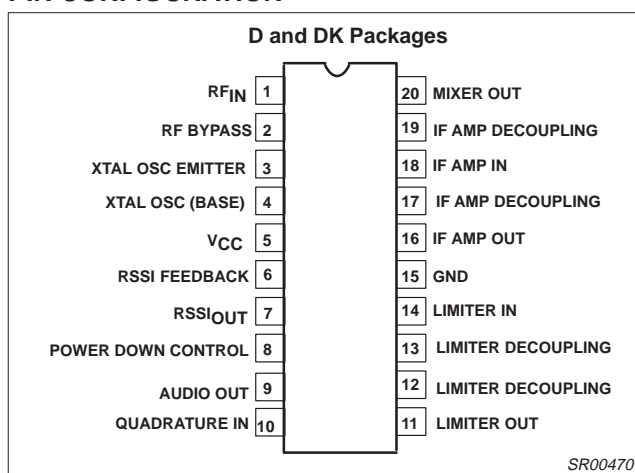 D and DK Packages
RFIN 1
RF BYPASS 2
XTAL OSC EMITTER 3
XTAL OSC (BASE) 4
VCC 5
RSSI FEEDBACK 6
RSSIOUT 7
POWER DOWN CONTROL 8
AUDIO OUT 9
QUADRATURE IN 10
20 MIXER OUT
19 IF AMP DECOUPLING
18 IF AMP IN
17 IF AMP DECOUPLING
16 IF AMP OUT
15 GND
14 LIMITER IN
13 LIMITER DECOUPLING
12 LIMITER DECOUPLING
11 LIMITER OUT
SR00470